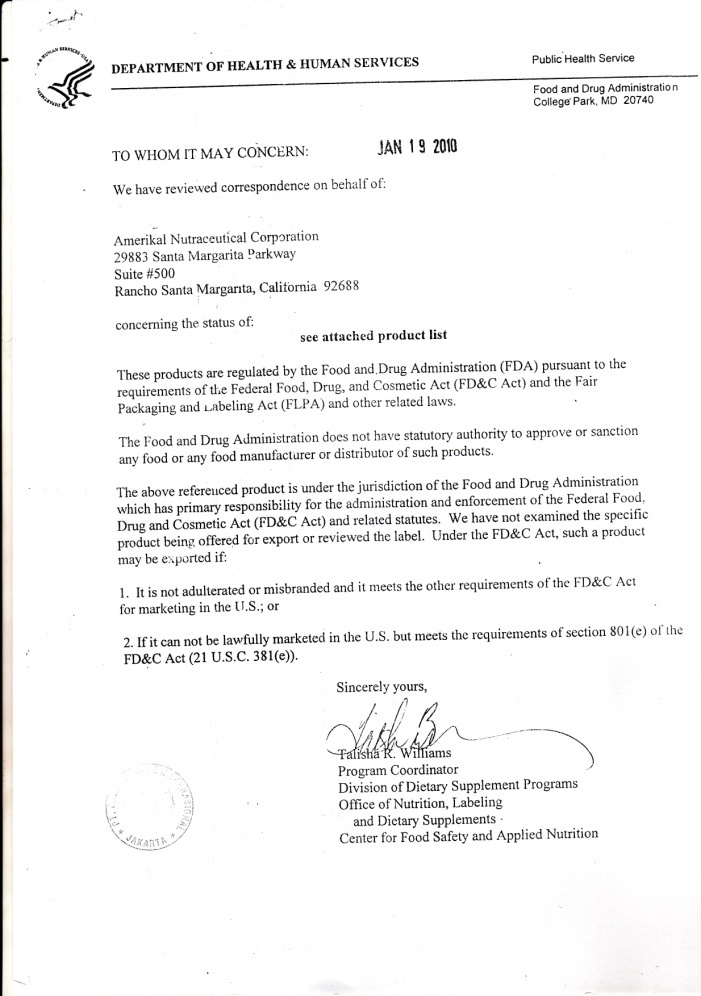 DEPARTMENT OF HEALTH & HUMAN SERVICES
Public Health Service
Food and Drug Administration
College Park, MD 20740
TO WHOM IT MAY CONCERN:
JAN 19 2010
We have reviewed correspondence on behalf of:
Amerikal Nutraceutical Corporation
29883 Santa Margarita Parkway
Suite #500
Rancho Santa Margarita, California 92688
concerning the status of:
see attached product list
These products are regulated by the Food and Drug Administration (FDA) pursuant to the
requirements of the Federal Food, Drug, and Cosmetic Act (FD&C Act) and the Fair
Packaging and Labeling Act (FLPA) and other related laws.
The Food and Drug Administration does not have statutory authority to approve or sanction
any food or any food manufacturer or distributor of such products.
The above referenced product is under the jurisdiction of the Food and Drug Administration
which has primary responsibility for the administration and enforcement of the Federal Food,
Drug and Cosmetic Act (FD&C Act) and related statutes. We have not examined the specific
product being offered for export or reviewed the label. Under the FD&C Act, such a product
may be exported if:
1. It is not adulterated or misbranded and it meets the other requirements of the FD&C Act
for marketing in the U.S.; or
2. If it can not be lawfully marketed in the U.S. but meets the requirements of section 801(e) of the
FD&C Act (21 U.S.C. 381(e)).
Sincerely yours,
Talisha R. Williams
Program Coordinator
Division of Dietary Supplement Programs
Office of Nutrition, Labeling
and Dietary Supplements
Center for Food Safety and Applied Nutrition
JAKARTA